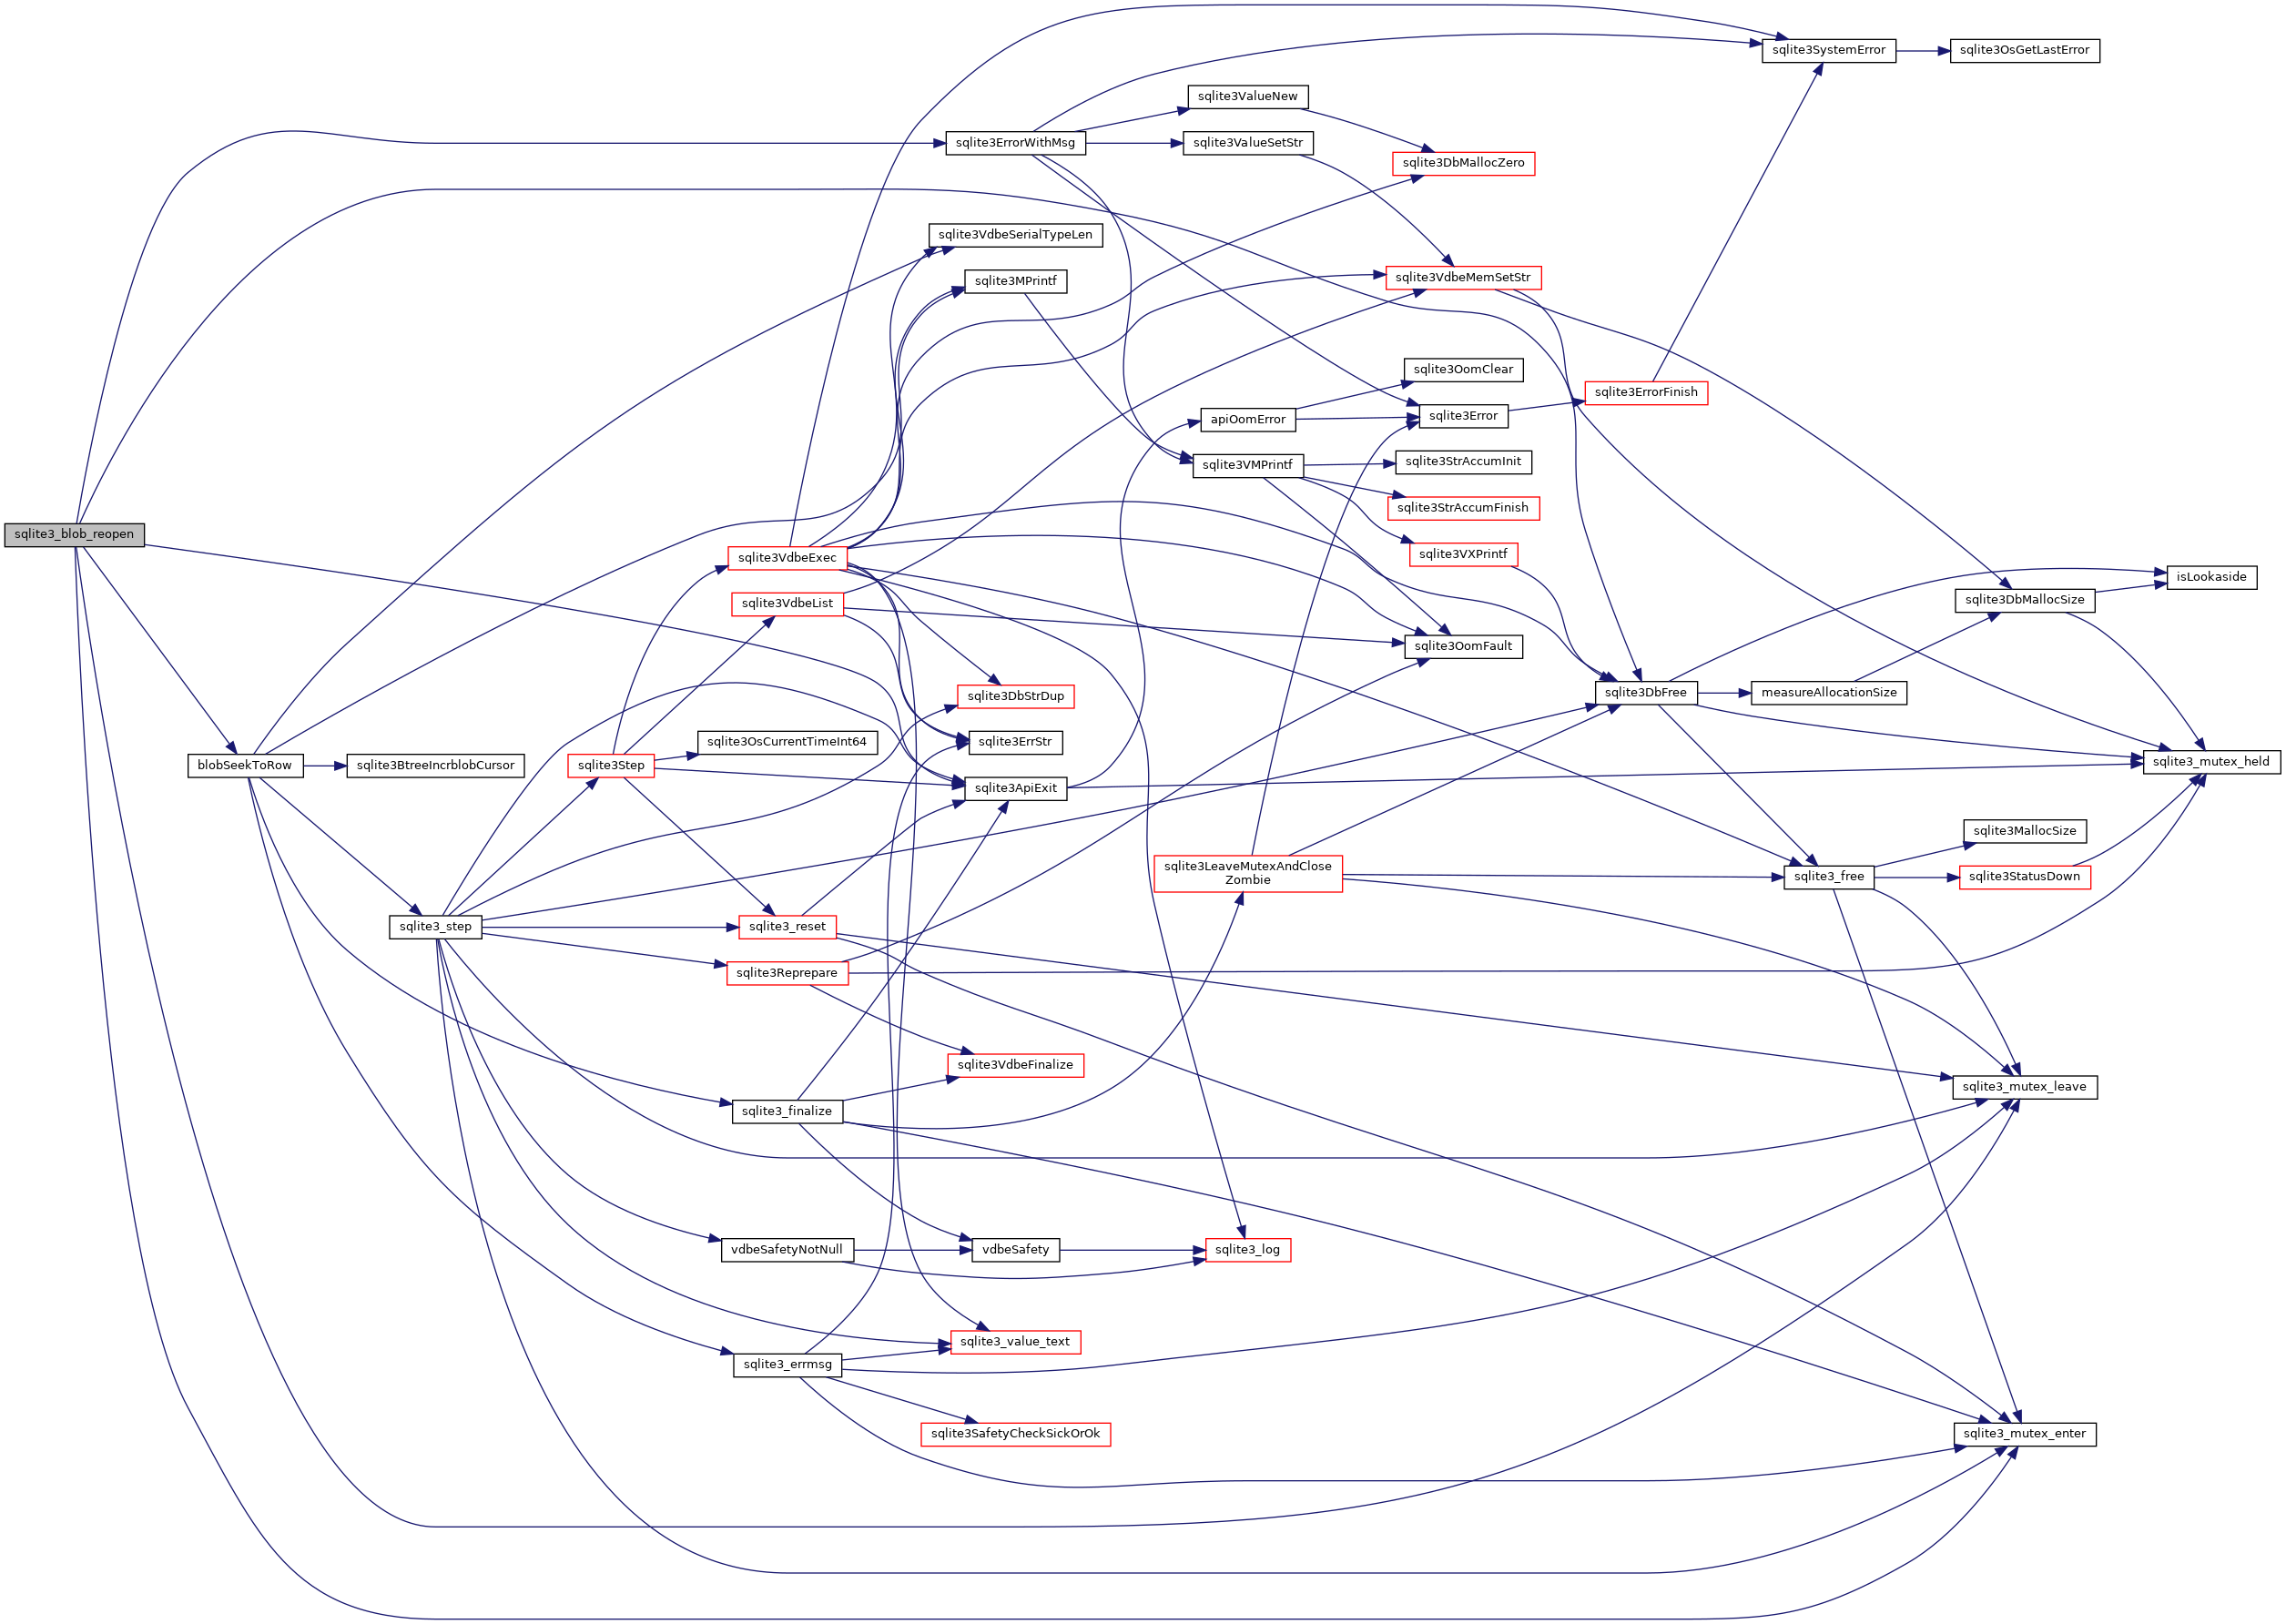 sqlite3_blob_reopen
blobSeekToRow
sqlite3BtreeIncrblobCursor
sqlite3_step
sqlite3Step
sqlite3OsCurrentTimeInt64
sqlite3VdbeExec
sqlite3VdbeList
sqlite3_reset
sqlite3Reprepare
sqlite3_finalize
vdbeSafetyNotNull
sqlite3_errmsg
sqlite3ErrorWithMsg
sqlite3VdbeSerialTypeLen
sqlite3MPrintf
sqlite3DbStrDup
sqlite3ErrStr
sqlite3ApiExit
sqlite3VdbeFinalize
vdbeSafety
sqlite3_value_text
sqlite3SafetyCheckSickOrOk
sqlite3ValueNew
sqlite3ValueSetStr
apiOomError
sqlite3VMPrintf
sqlite3LeaveMutexAndClose
Zombie
sqlite3_log
sqlite3DbMallocZero
sqlite3VdbeMemSetStr
sqlite3OomClear
sqlite3Error
sqlite3StrAccumInit
sqlite3StrAccumFinish
sqlite3VXPrintf
sqlite3OomFault
sqlite3ErrorFinish
sqlite3DbFree
sqlite3SystemError
sqlite3OsGetLastError
measureAllocationSize
sqlite3_free
sqlite3DbMallocSize
isLookaside
sqlite3_mutex_held
sqlite3MallocSize
sqlite3StatusDown
sqlite3_mutex_leave
sqlite3_mutex_enter